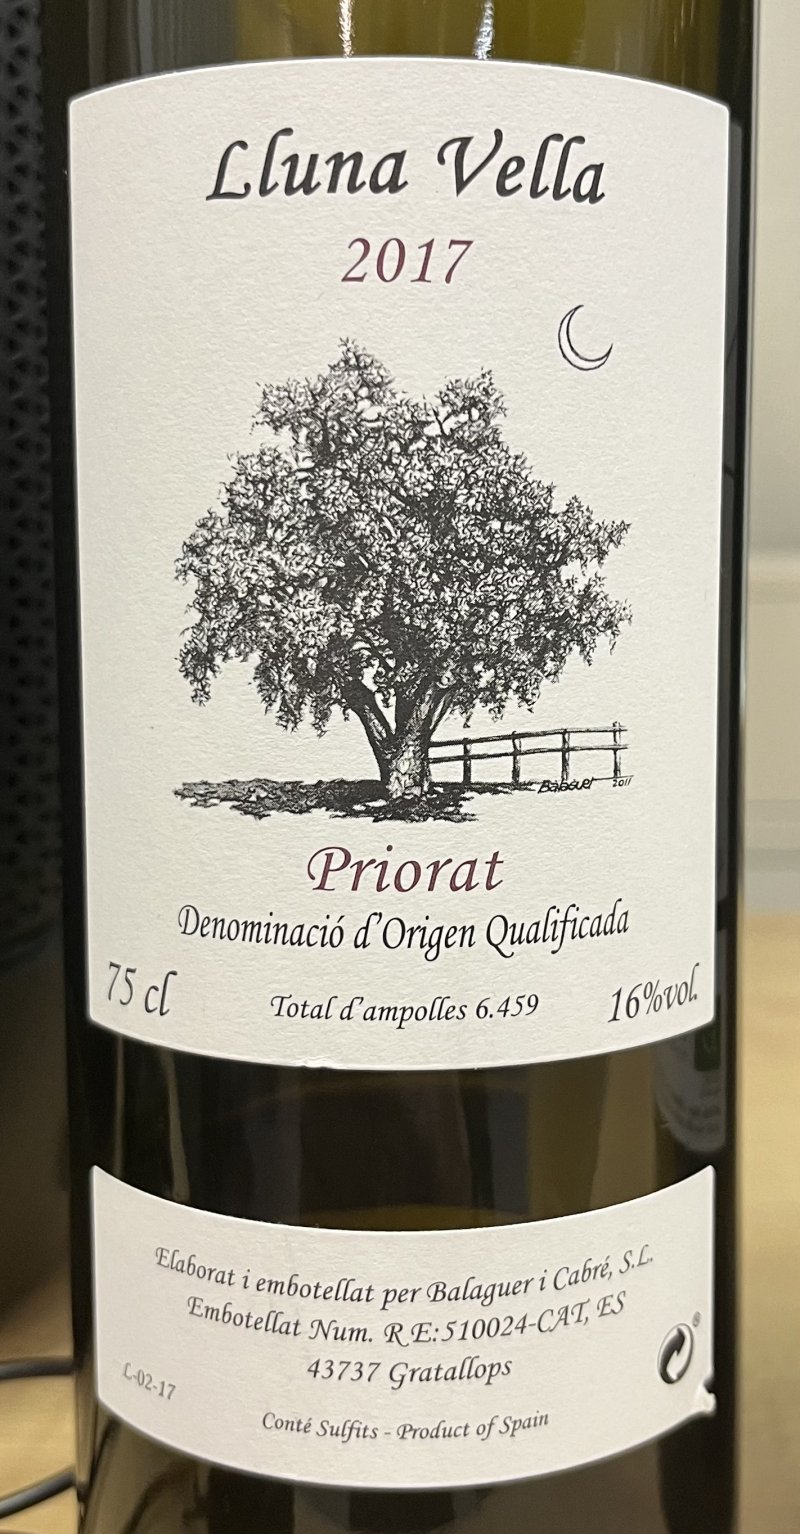 Lluna Vella
2017
2011
Priorat
Denominació d'Origen Qualificada
75 cl
Total d'ampolles 6.459
16%vol.
Elaborat i embotellat per Balaguer i Cabré, S.L.
Embotellat Num. R E:510024-CAT, ES
43737 Gratallops
L-02-17
®
Conté Sulfits - Product of Spain